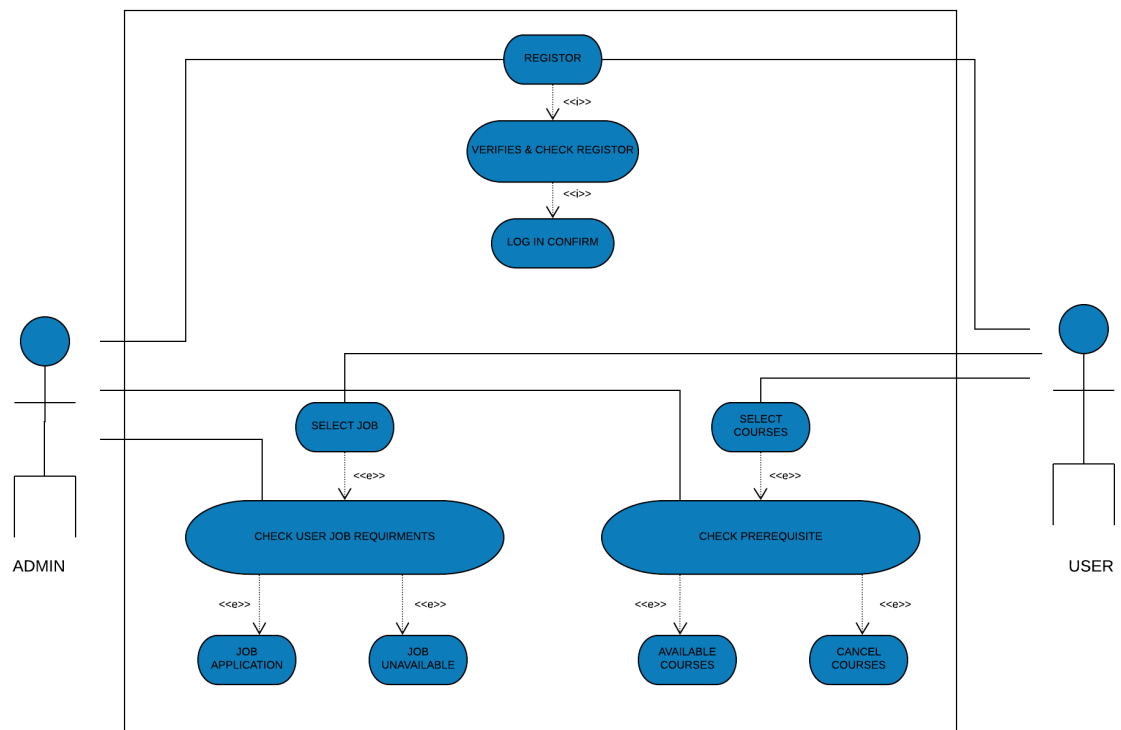 REGISTOR
<<i>>
VERIFIES & CHECK REGISTOR
<<i>>
LOG IN CONFIRM
SELECT JOB
SELECT
COURSES
<<e>>
<<e>>
CHECK USER JOB REQUIRMENTS
CHECK PREREQUISITE
ADMIN
USER
<<e>>
<<e>>
<<e>>
<<e>>
JOB
APPLICATION
JOB
UNAVAILABLE
AVAILABLE
COURSES
CANCEL
COURSES